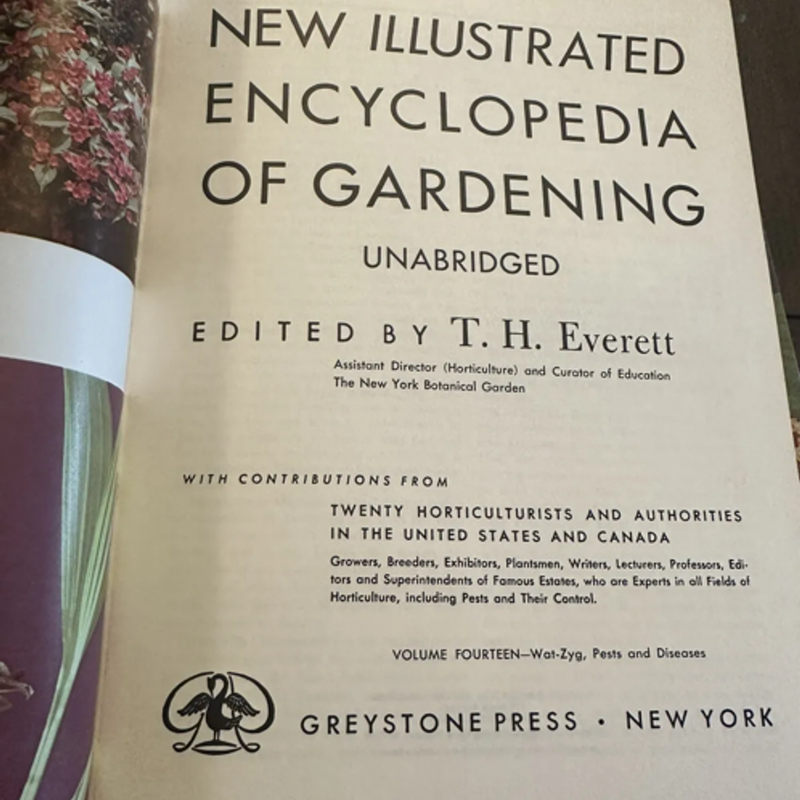 NEW ILLUSTRATED
ENCYCLOPEDIA
OF GARDENING
UNABRIDGED
EDITED BY T. H. Everett
Assistant Director (Horticulture) and Curator of Education
The New York Botanical Garden
WITH CONTRIBUTIONS FROM
TWENTY HORTICULTURISTS AND AUTHORITIES
IN THE UNITED STATES AND CANADA
Growers, Breeders, Exhibitors, Plantsmen, Writers, Lecturers, Professors, Edi-
tors and Superintendents of Famous Estates, who are Experts in all Fields of
Horticulture, including Pests and Their Control.
VOLUME FOURTEEN—Wat-Zyg, Pests and Diseases
GREYSTONE PRESS • NEW YORK